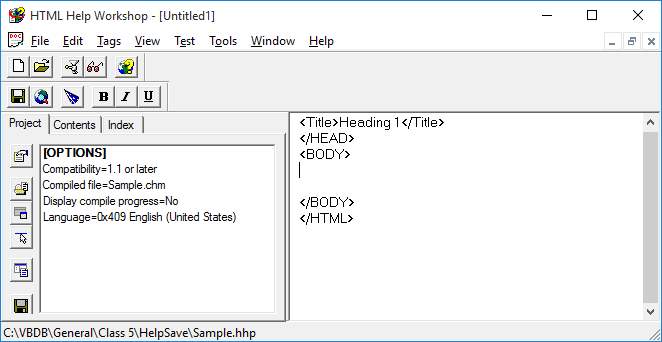 HTML Help Workshop - [Untitled1]
File Edit View Test Tools Window Help
B I U
Project Contents Index
[OPTIONS]
Compatibility=1.1 or later
Compiled file=Sample.chm
Display compile progress=No
Language=0x409 English (United States)
<Title>Heading 1</Title>
</HEAD>
<BODY>
</BODY>
</HTML>
C:\VBDB\General\Class 5\HelpSave\Sample.hhp